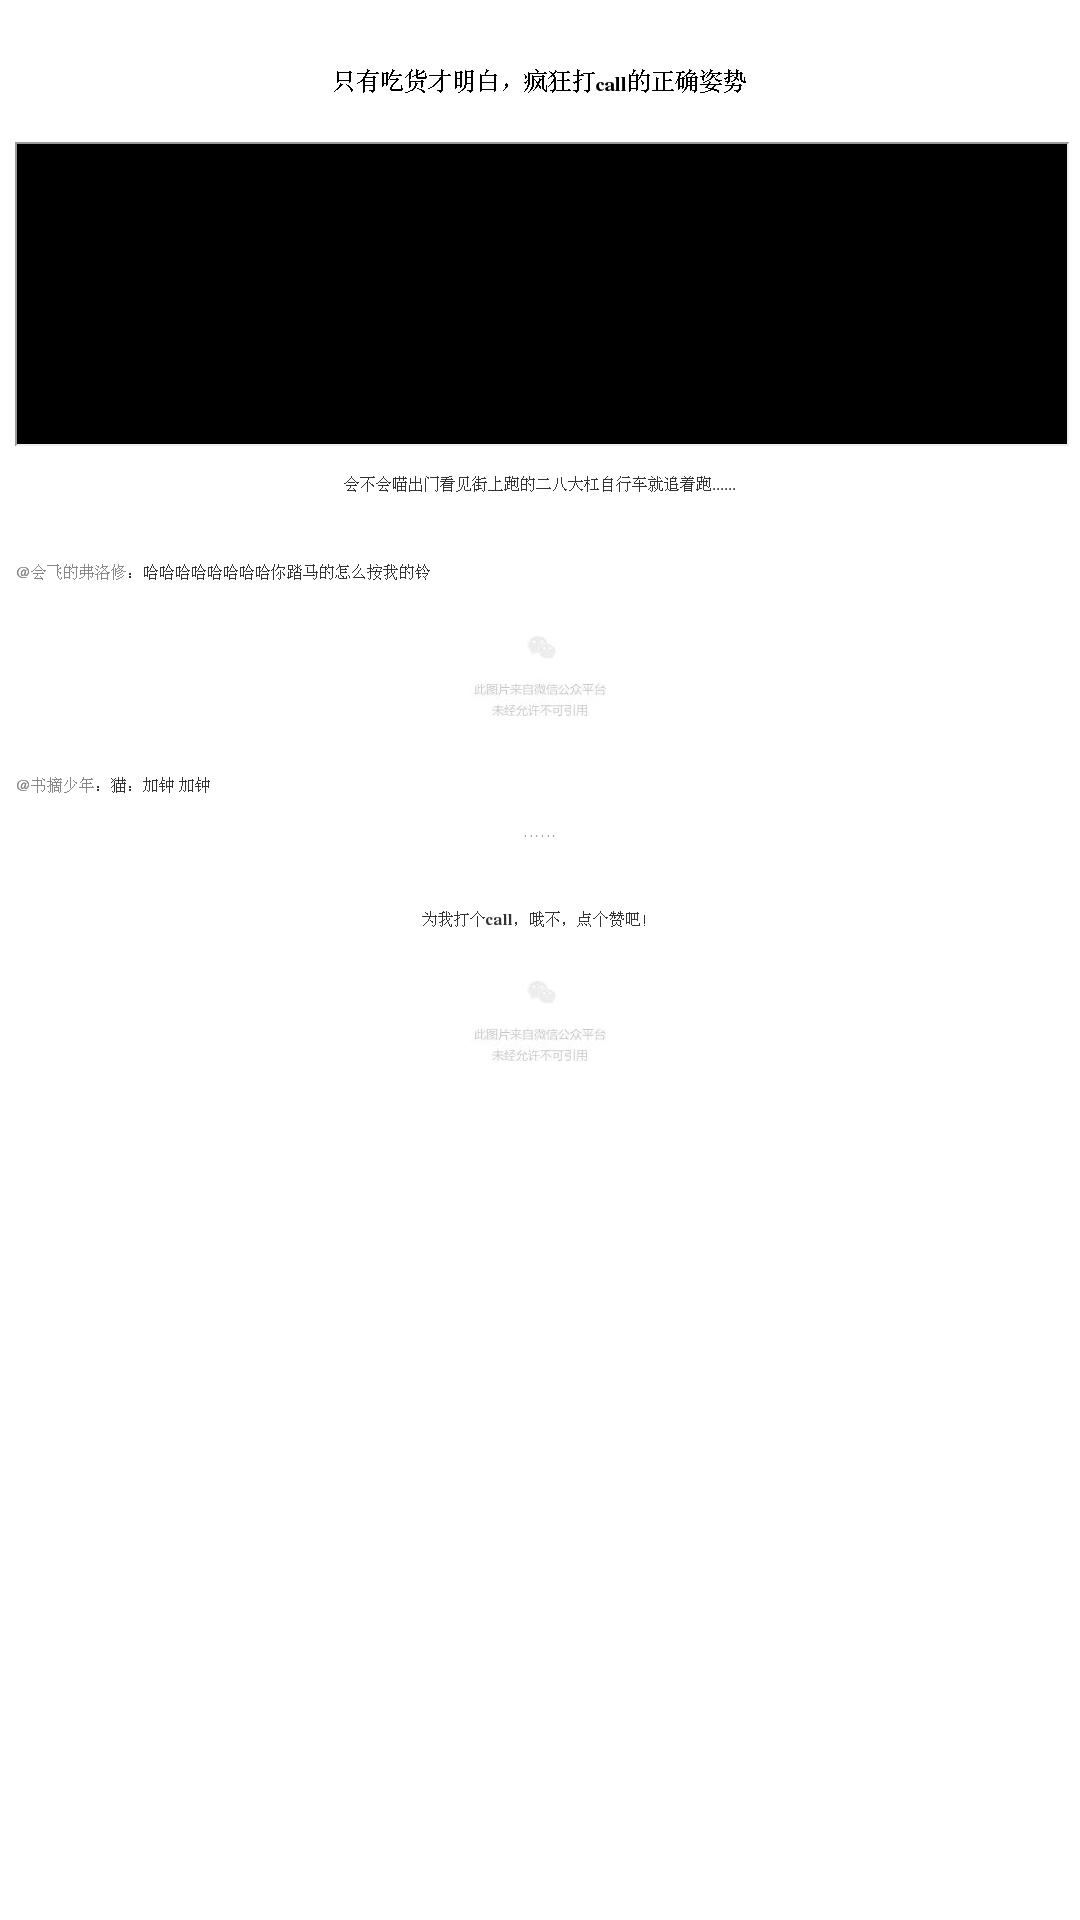 只有吃货才明白，疯狂打call的正确姿势
会不会喵出门看见街上跑的二八大杠自行车就追着跑......
@会飞的弗洛修：哈哈哈哈哈哈哈哈你踏马的怎么按我的铃
此图片来自微信公众平台
未经允许不可引用
@书摘少年：猫：加钟 加钟
······
为我打个call，哦不，点个赞吧！
此图片来自微信公众平台
未经允许不可引用